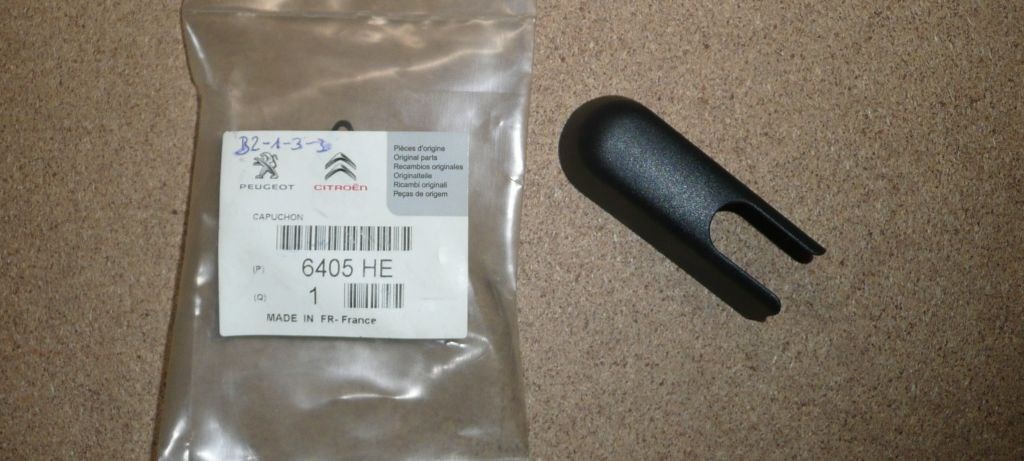 B2-1-3-3
PEUGEOT
CITROËN
Pièces d'origine
Original parts
Recambios originales
Originalteile
Ricambi originali
Peças de origem
CAPUCHON
(P) 6405 HE
(Q) 1
MADE IN FR-France